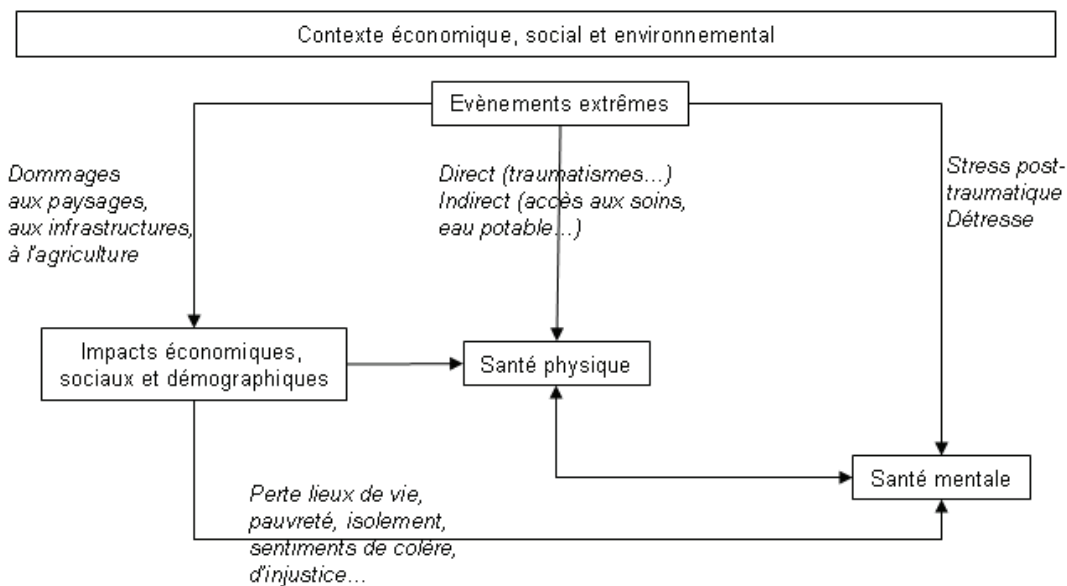 Contexte économique, social et environnemental
Evènements extrêmes
Dommages
aux paysages,
aux infrastructures,
à l'agriculture
Direct (traumatismes…)
Indirect (accès aux soins,
eau potable…)
Stress post-
traumatique
Détresse
Impacts économiques,
sociaux et démographiques
Santé physique
Santé mentale
Perte lieux de vie,
pauvreté, isolement,
sentiments de colère,
d'injustice…